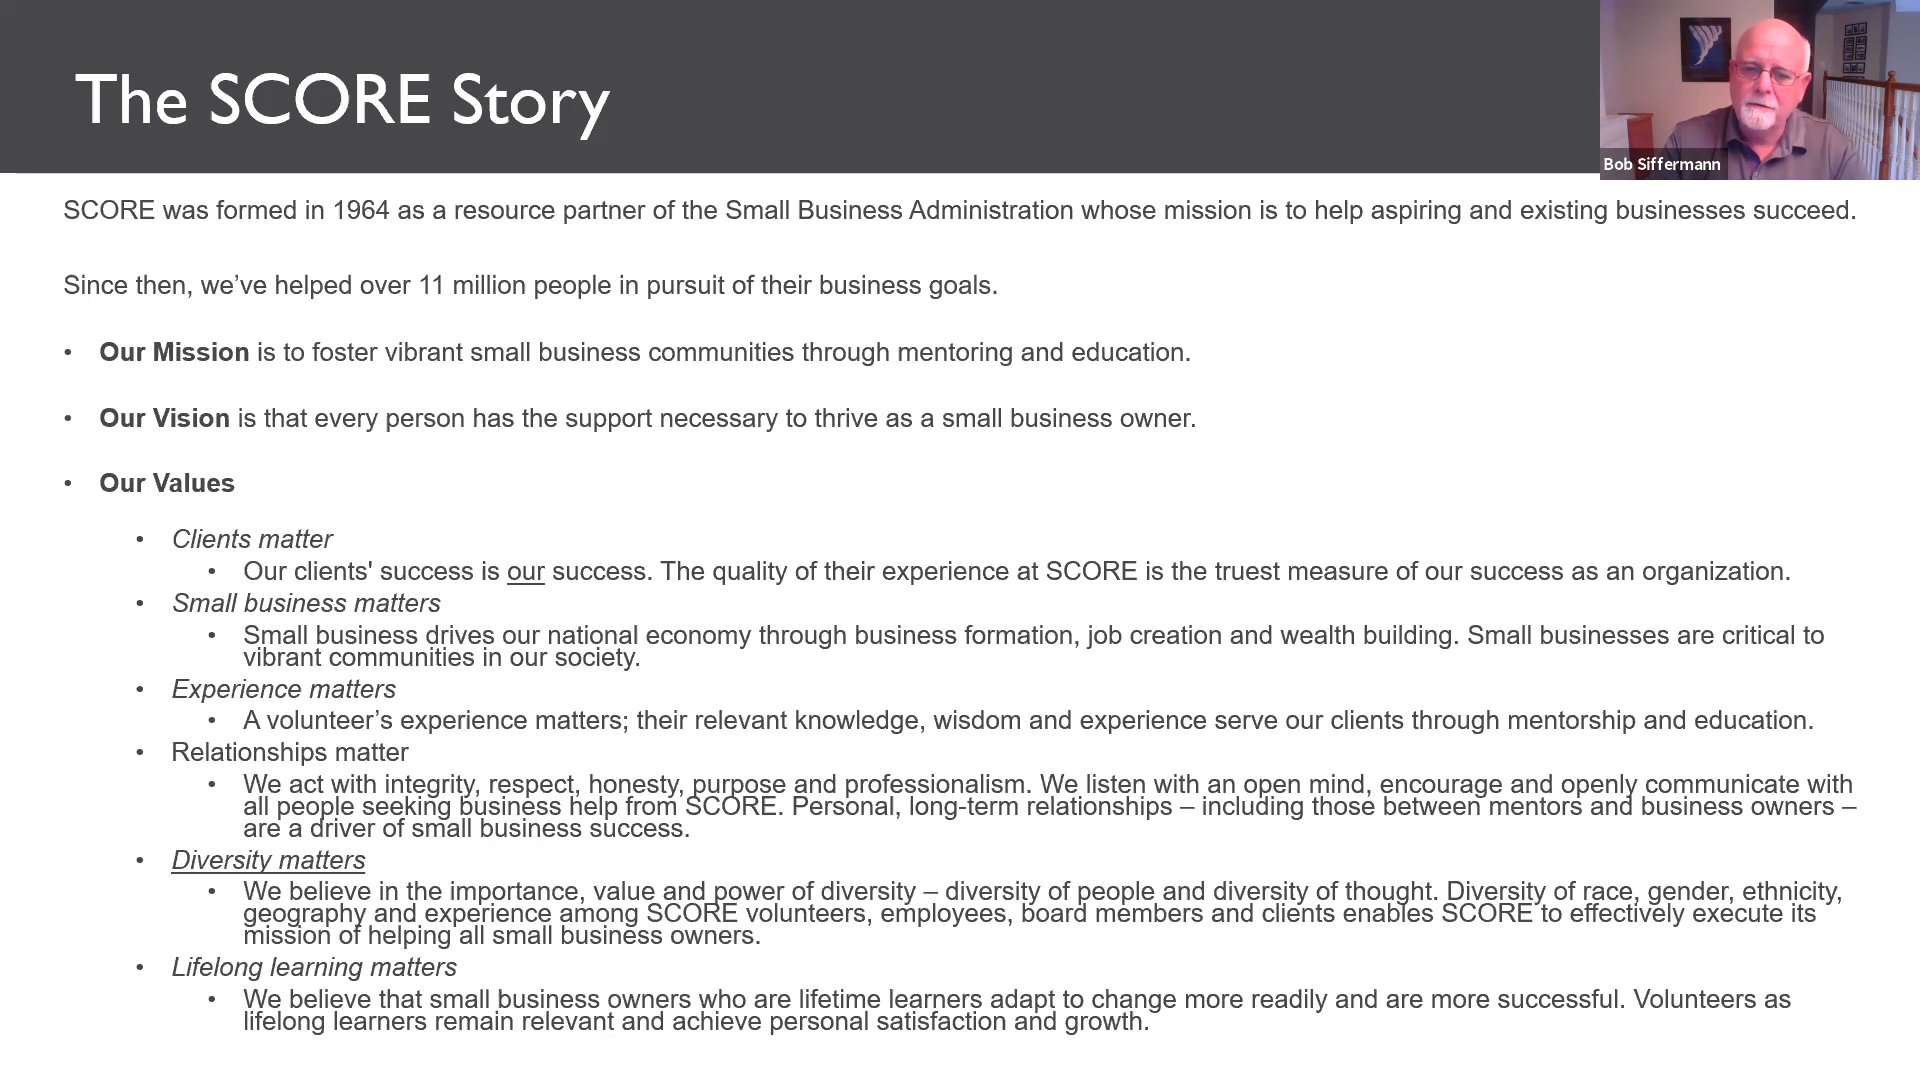 The SCORE Story
Bob Siffermann
SCORE was formed in 1964 as a resource partner of the Small Business Administration whose mission is to help aspiring and existing businesses succeed.
Since then, we’ve helped over 11 million people in pursuit of their business goals.
• Our Mission is to foster vibrant small business communities through mentoring and education.
• Our Vision is that every person has the support necessary to thrive as a small business owner.
• Our Values
• Clients matter
• Our clients' success is our success. The quality of their experience at SCORE is the truest measure of our success as an organization.
• Small business matters
• Small business drives our national economy through business formation, job creation and wealth building. Small businesses are critical to
vibrant communities in our society.
• Experience matters
• A volunteer’s experience matters; their relevant knowledge, wisdom and experience serve our clients through mentorship and education.
• Relationships matter
• We act with integrity, respect, honesty, purpose and professionalism. We listen with an open mind, encourage and openly communicate with
all people seeking business help from SCORE. Personal, long-term relationships – including those between mentors and business owners –
are a driver of small business success.
• Diversity matters
• We believe in the importance, value and power of diversity – diversity of people and diversity of thought. Diversity of race, gender, ethnicity,
geography and experience among SCORE volunteers, employees, board members and clients enables SCORE to effectively execute its
mission of helping all small business owners.
• Lifelong learning matters
• We believe that small business owners who are lifetime learners adapt to change more readily and are more successful. Volunteers as
lifelong learners remain relevant and achieve personal satisfaction and growth.